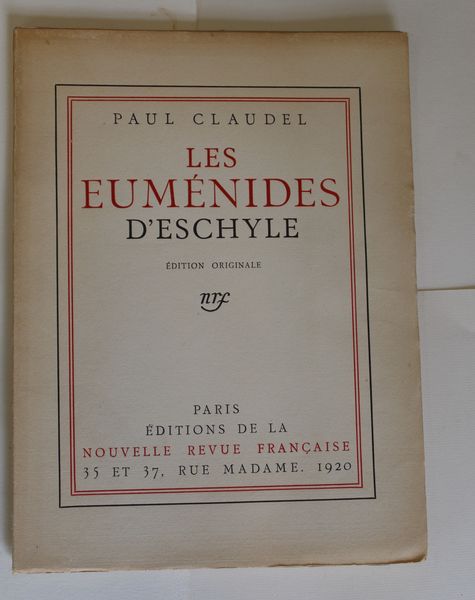 PAUL CLAUDEL
LES
EUMÉNIDES
D'ESCHYLE
ÉDITION ORIGINALE
nrf
PARIS
ÉDITIONS DE LA
NOUVELLE REVUE FRANÇAISE
35 ET 37, RUE MADAME. 1920